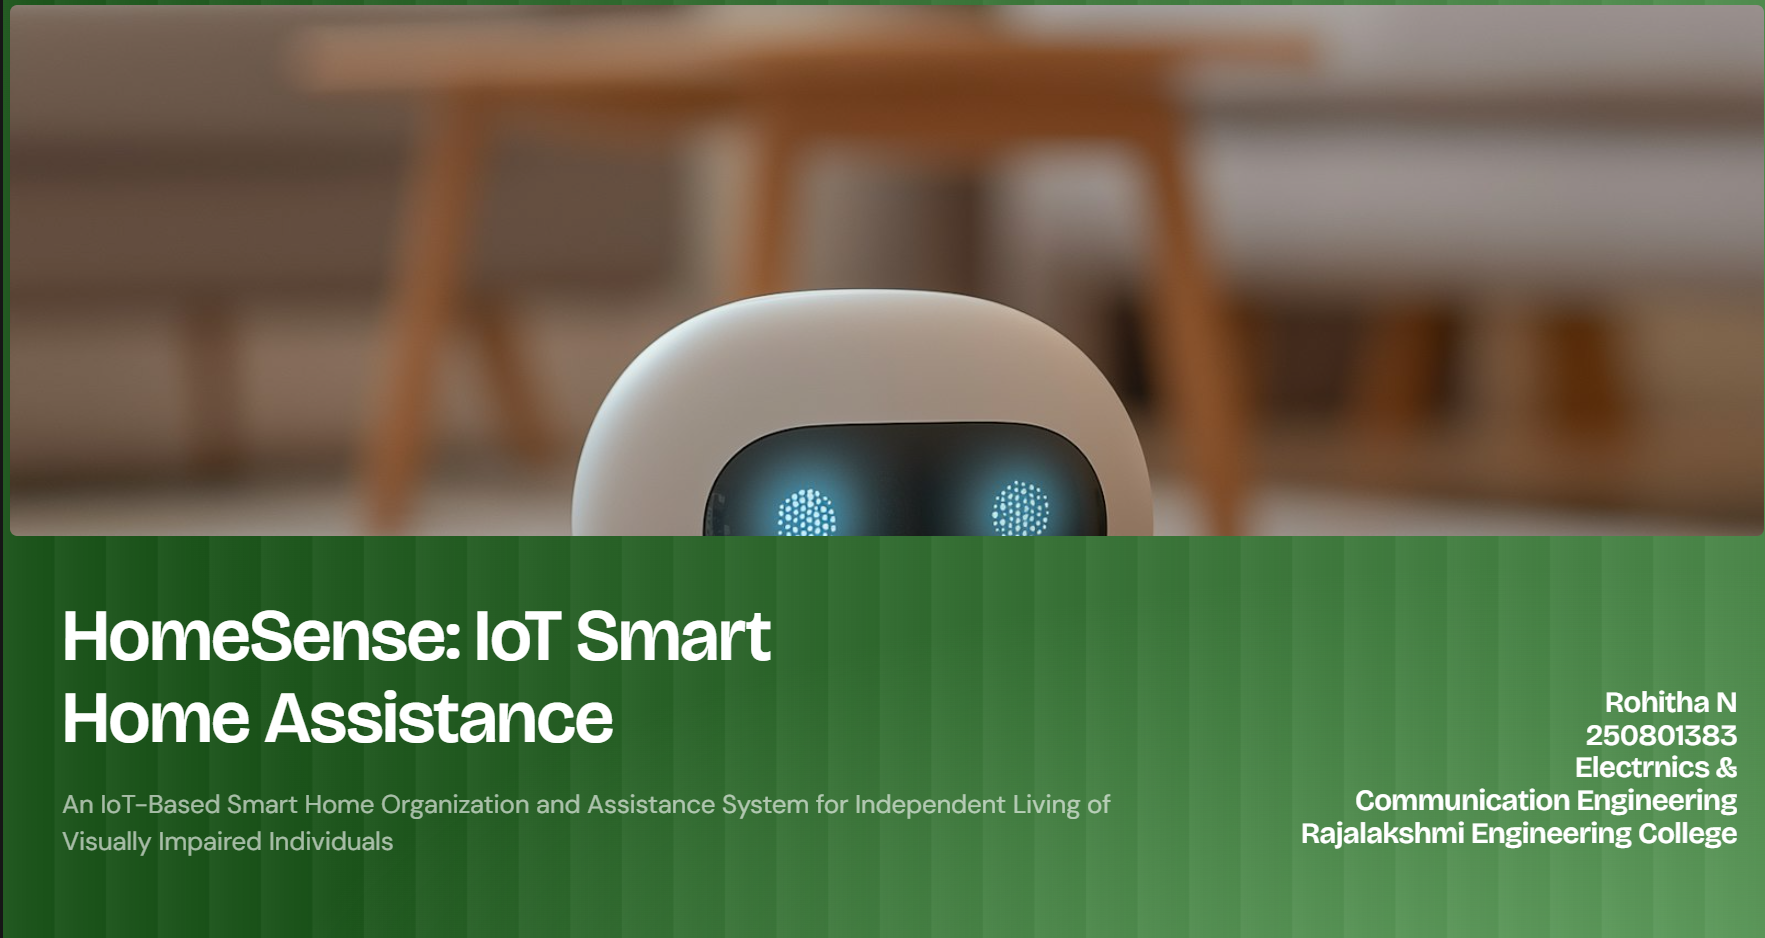 HomeSense: IoT Smart
Home Assistance
An IoT-Based Smart Home Organization and Assistance System for Independent Living of
Visually Impaired Individuals
Rohitha N
250801383
Electrnics &
Communication Engineering
Rajalakshmi Engineering College